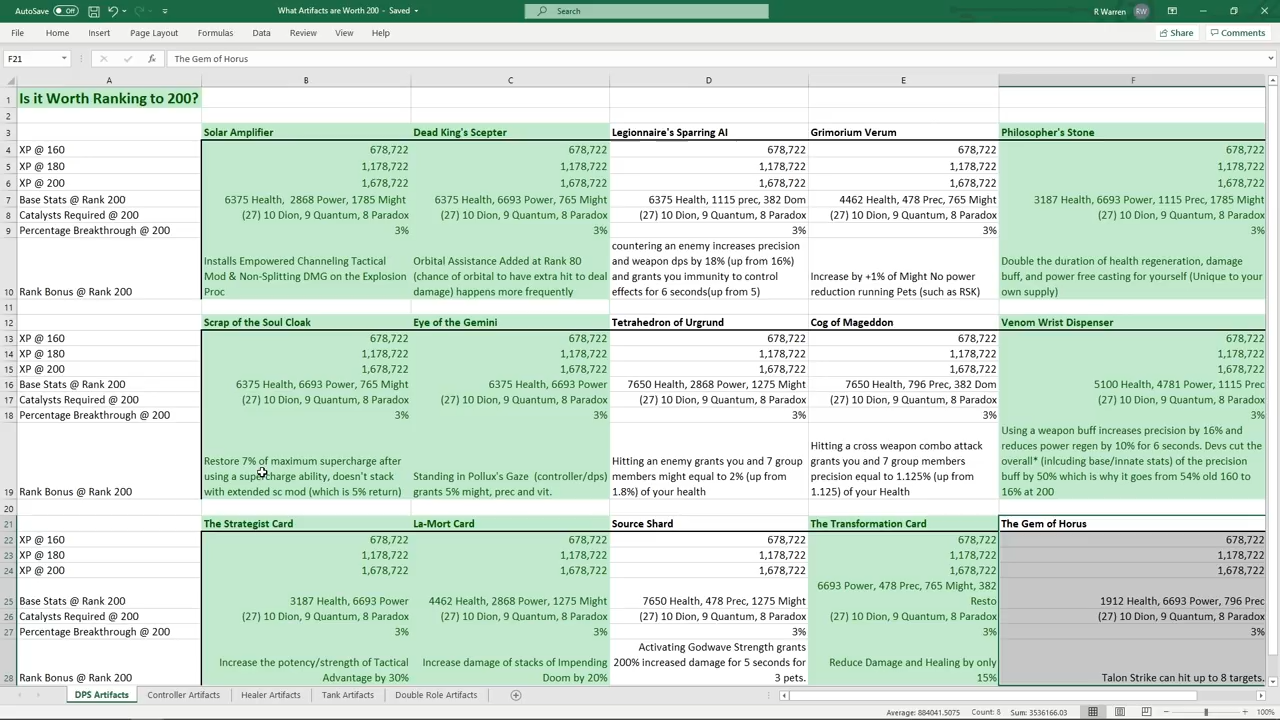 AutoSave Off What Artifacts are Worth 200 - Saved Search R Warren RW
File Home Insert Page Layout Formulas Data Review View Help Share Comments
F21 fx The Gem of Horus
A B C D E F
1 Is it Worth Ranking to 200?
2
3 Solar Amplifier Dead King's Scepter Legionnaire's Sparring AI Grimorium Verum Philosopher's Stone
4 XP @ 160 678,722 678,722 678,722 678,722 678,722
5 XP @ 180 1,178,722 1,178,722 1,178,722 1,178,722 1,178,722
6 XP @ 200 1,678,722 1,678,722 1,678,722 1,678,722 1,678,722
7 Base Stats @ Rank 200 6375 Health, 2868 Power, 1785 Might 6375 Health, 6693 Power, 765 Might 6375 Health, 1115 prec, 382 Dom 4462 Health, 478 Prec, 765 Might 3187 Health, 6693 Power, 1115 Prec, 1785 Might
8 Catalysts Required @ 200 (27) 10 Dion, 9 Quantum, 8 Paradox (27) 10 Dion, 9 Quantum, 8 Paradox (27) 10 Dion, 9 Quantum, 8 Paradox (27) 10 Dion, 9 Quantum, 8 Paradox (27) 10 Dion, 9 Quantum, 8 Paradox
9 Percentage Breakthrough @ 200 3% 3% 3% 3% 3%
countering an enemy increases precision
Installs Empowered Channeling Tactical Orbital Assistance Added at Rank 80 and weapon dps by 18% (up from 16%) Double the duration of health regeneration, damage
Mod & Non-Splitting DMG on the Explosion (chance of orbital to have extra hit to deal and grants you immunity to control Increase by +1% of Might No power buff, and power free casting for yourself (Unique to your
10 Rank Bonus @ Rank 200 Proc damage) happens more frequently effects for 6 seconds(up from 5) reduction running Pets (such as RSK) own supply)
11
12 Scrap of the Soul Cloak Eye of the Gemini Tetrahedron of Urgrund Cog of Mageddon Venom Wrist Dispenser
13 XP @ 160 678,722 678,722 678,722 678,722 678,722
14 XP @ 180 1,178,722 1,178,722 1,178,722 1,178,722 1,178,722
15 XP @ 200 1,678,722 1,678,722 1,678,722 1,678,722 1,678,722
16 Base Stats @ Rank 200 6375 Health, 6693 Power, 765 Might 6375 Health, 6693 Power 7650 Health, 2868 Power, 1275 Might 7650 Health, 796 Prec, 382 Dom 5100 Health, 4781 Power, 1115 Prec
17 Catalysts Required @ 200 (27) 10 Dion, 9 Quantum, 8 Paradox (27) 10 Dion, 9 Quantum, 8 Paradox (27) 10 Dion, 9 Quantum, 8 Paradox (27) 10 Dion, 9 Quantum, 8 Paradox (27) 10 Dion, 9 Quantum, 8 Paradox
18 Percentage Breakthrough @ 200 3% 3% 3% 3% 3%
Using a weapon buff increases precision by 16% and
Hitting a cross weapon combo attack reduces power regen by 10% for 6 seconds. Devs cut the
Restore 7% of maximum supercharge after Hitting an enemy grants you and 7 group grants you and 7 group members overall* (inlcuding base/innate stats) of the precision
using a supercharge ability, doesn't stack Standing in Pollux's Gaze (controller/dps) members might equal to 2% (up from precision equal to 1.125% (up from buff by 50% which is why it goes from 54% old 160 to
19 Rank Bonus @ Rank 200 with extended sc mod (which is 5% return) grants 5% might, prec and vit. 1.8%) of your health 1.125) of your Health 16% at 200
20
21 The Strategist Card La-Mort Card Source Shard The Transformation Card The Gem of Horus
22 XP @ 160 678,722 678,722 678,722 678,722 678,722
23 XP @ 180 1,178,722 1,178,722 1,178,722 1,178,722 1,178,722
24 XP @ 200 1,678,722 1,678,722 1,678,722 1,678,722 1,678,722
6693 Power, 478 Prec, 765 Might, 382
25 Base Stats @ Rank 200 3187 Health, 6693 Power 4462 Health, 2868 Power, 1275 Might 7650 Health, 478 Prec, 1275 Might Resto 1912 Health, 6693 Power, 796 Prec
26 Catalysts Required @ 200 (27) 10 Dion, 9 Quantum, 8 Paradox (27) 10 Dion, 9 Quantum, 8 Paradox (27) 10 Dion, 9 Quantum, 8 Paradox (27) 10 Dion, 9 Quantum, 8 Paradox (27) 10 Dion, 9 Quantum, 8 Paradox
27 Percentage Breakthrough @ 200 3% 3% 3% 3% 3%
Activating Godwave Strength grants
Increase the potency/strength of Tactical Increase damage of stacks of Impending 200% increased damage for 5 seconds for Reduce Damage and Healing by only
28 Rank Bonus @ Rank 200 Advantage by 30% Doom by 20% 3 pets. 15% Talon Strike can hit up to 8 targets.
DPS Artifacts Controller Artifacts Healer Artifacts Tank Artifacts Double Role Artifacts
Average: 884041.5075 Count: 8 Sum: 3536166.03 100%